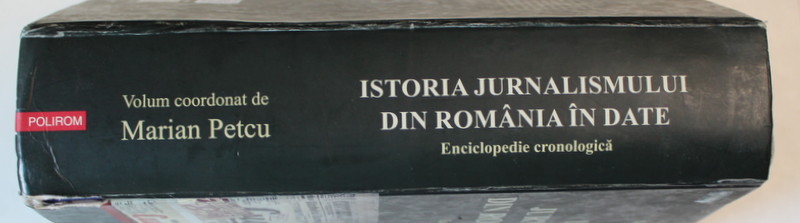 POLIROM
Volum coordonat de
Marian Petcu
ISTORIA JURNALISMULUI
DIN ROMÂNIA ÎN DATE
Enciclopedie cronologică